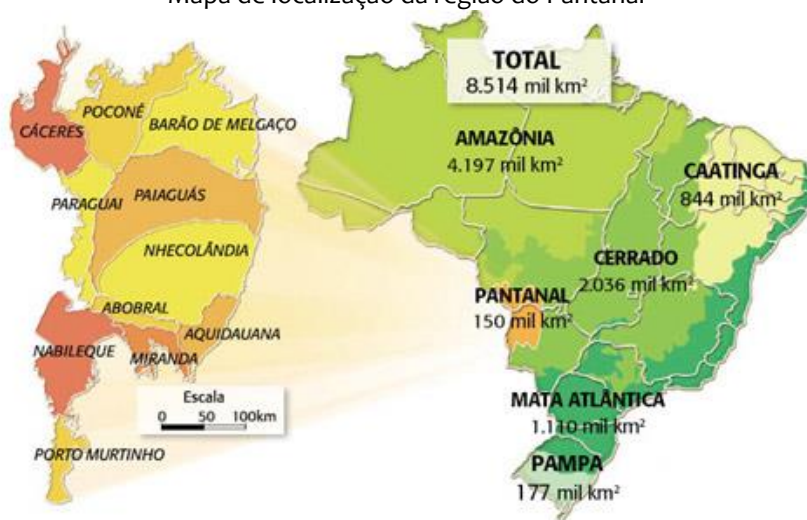 Mapa de localização da região do Pantanal
CÁCERES
POCONÉ
BARÃO DE MELGAÇO
PARAGUAI
PAIAGUÁS
NHECOLÂNDIA
ABOBRAL
AQUIDAUANA
NABILEQUE
MIRANDA
Escala
0 50 100km
PORTO MURTINHO
TOTAL
8.514 mil km²
AMAZÔNIA
4.197 mil km²
CAATINGA
844 mil km²
CERRADO
2.036 mil km²
PANTANAL
150 mil km²
MATA ATLÂNTICA
1.110 mil km²
PAMPA
177 mil km²